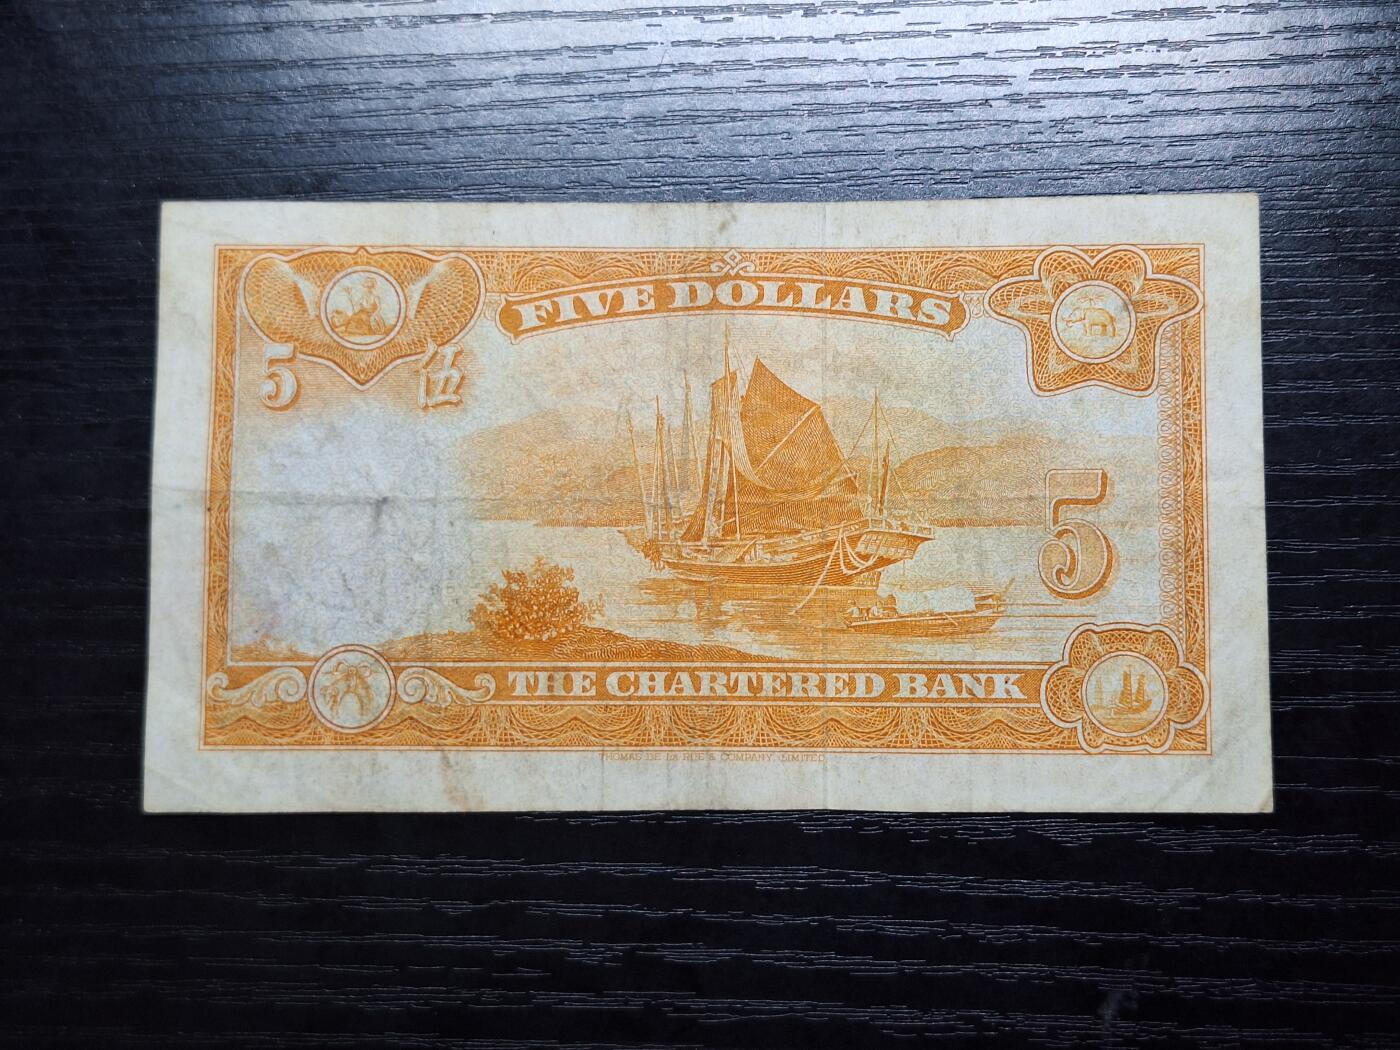 FIVE DOLLARS
5 伍
5
THE CHARTERED BANK
THOMAS DE LA RUE & COMPANY, LIMITED